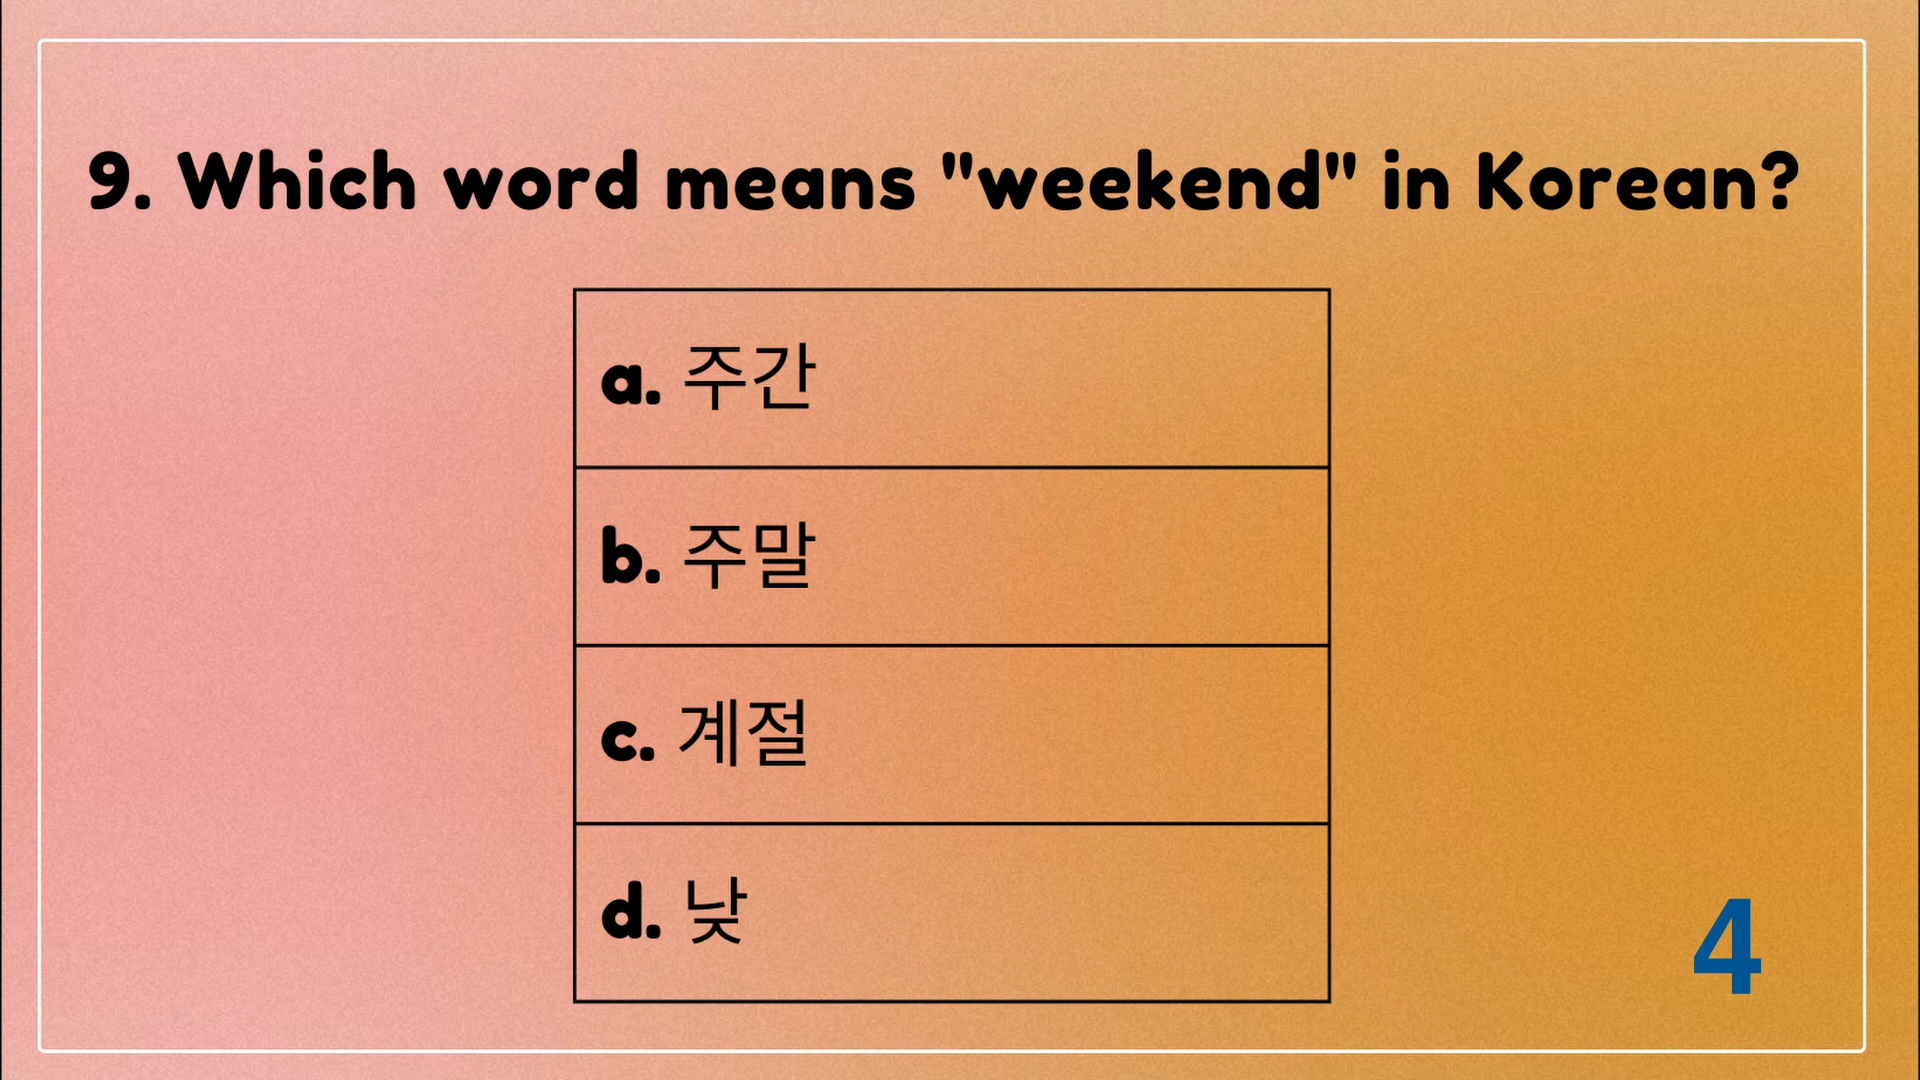 9. Which word means "weekend" in Korean?
a. 주간
b. 주말
c. 계절
d. 낮
4